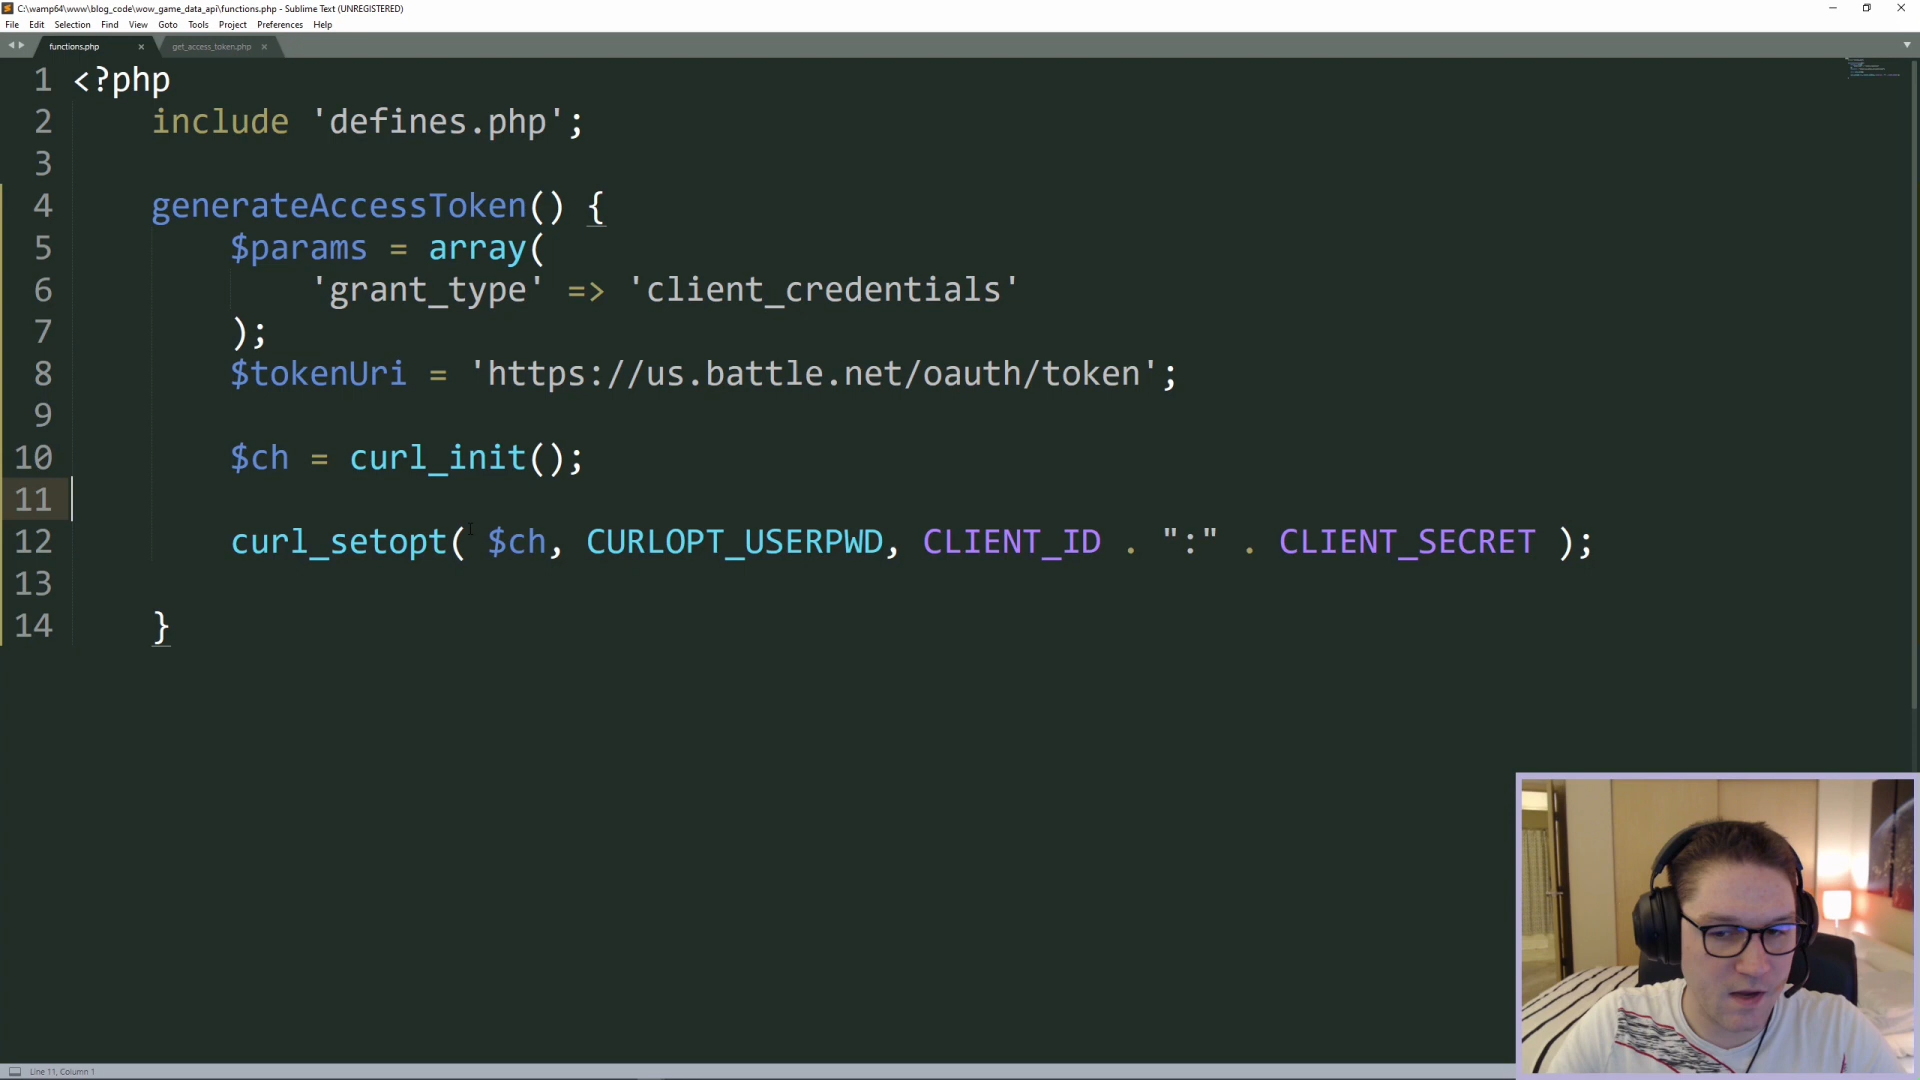 C:\wamp64\www\blog_code\wow_game_data_api\functions.php - Sublime Text (UNREGISTERED)
File Edit Selection Find View Goto Tools Project Preferences Help
functions.php get_access_token.php
1 <?php
2 include 'defines.php';
3
4 generateAccessToken() {
5 $params = array(
6 'grant_type' => 'client_credentials'
7 );
8 $tokenUri = 'https://us.battle.net/oauth/token';
9
10 $ch = curl_init();
11
12 curl_setopt( $ch, CURLOPT_USERPWD, CLIENT_ID . ":" . CLIENT_SECRET );
13
14 }
Line 11, Column 1